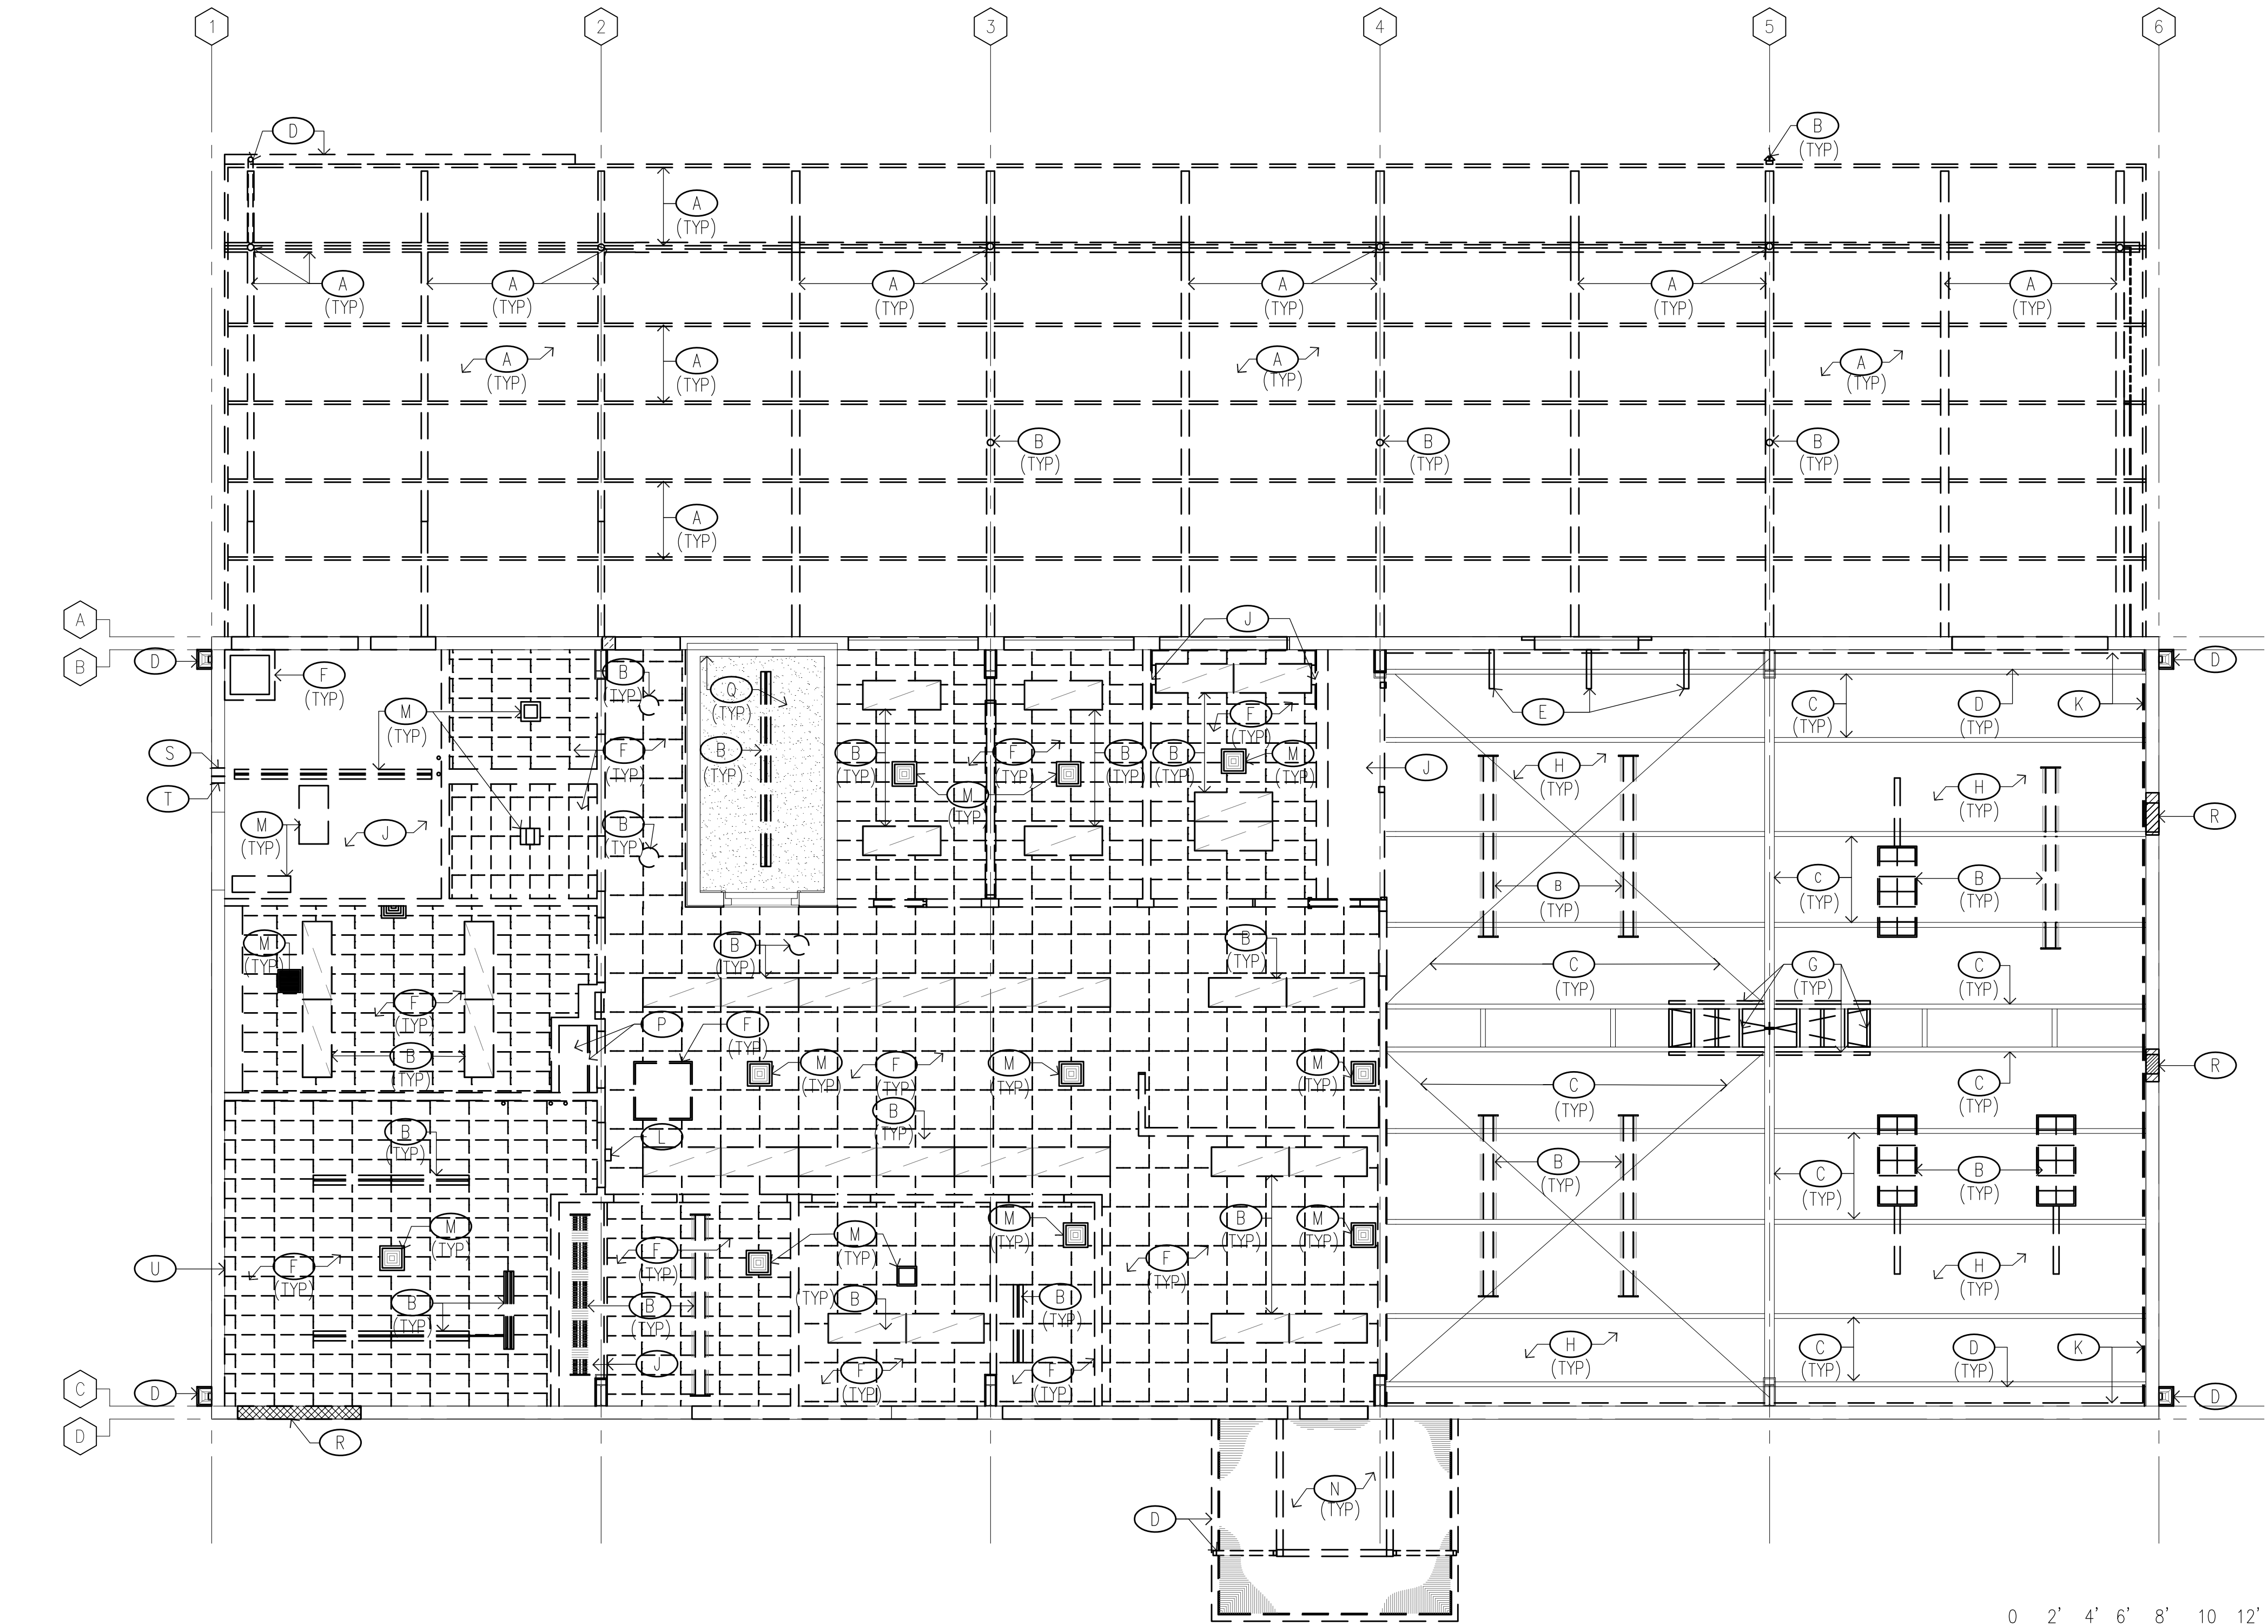 1 2 3 4 5 6
D B
(TYP)
A
(TYP)
A A A A A A
(TYP) (TYP) (TYP) (TYP) (TYP) (TYP)
A A A A
(TYP) (TYP) (TYP) (TYP)
B B B
(TYP) (TYP) (TYP)
A
(TYP)
A J
B D D
F B
(TYP) (TYP)
Q
(TYP)
M F E C D K
(TYP) (TYP) (TYP) (TYP)
S F B B F B B M J H
(TYP) (TYP) (TYP) (TYP) (TYP) (TYP) (TYP) (TYP)
T M H
(TYP) (TYP)
M J B R
(TYP) (TYP)
B C B
(TYP) (TYP) (TYP)
M B B
(TYP) (TYP) (TYP)
C G C
(TYP) (TYP) (TYP)
F
(TYP)
P F
(TYP)
B M F M M R
(TYP) (TYP) (TYP) (TYP) (TYP)
C C
(TYP) (TYP)
B B L
(TYP) (TYP)
B C B
(TYP) (TYP) (TYP)
M M B M
(TYP) (TYP) (TYP) (TYP)
M
(TYP)
U F F F H
(TYP) (TYP) (TYP) (TYP)
B B (TYP) B B
(TYP) (TYP) (TYP)
J H C D K
(TYP) (TYP) (TYP)
F F
(TYP) (TYP)
C D D
D R
N
(TYP)
D
0 2' 4' 6' 8' 10 12'